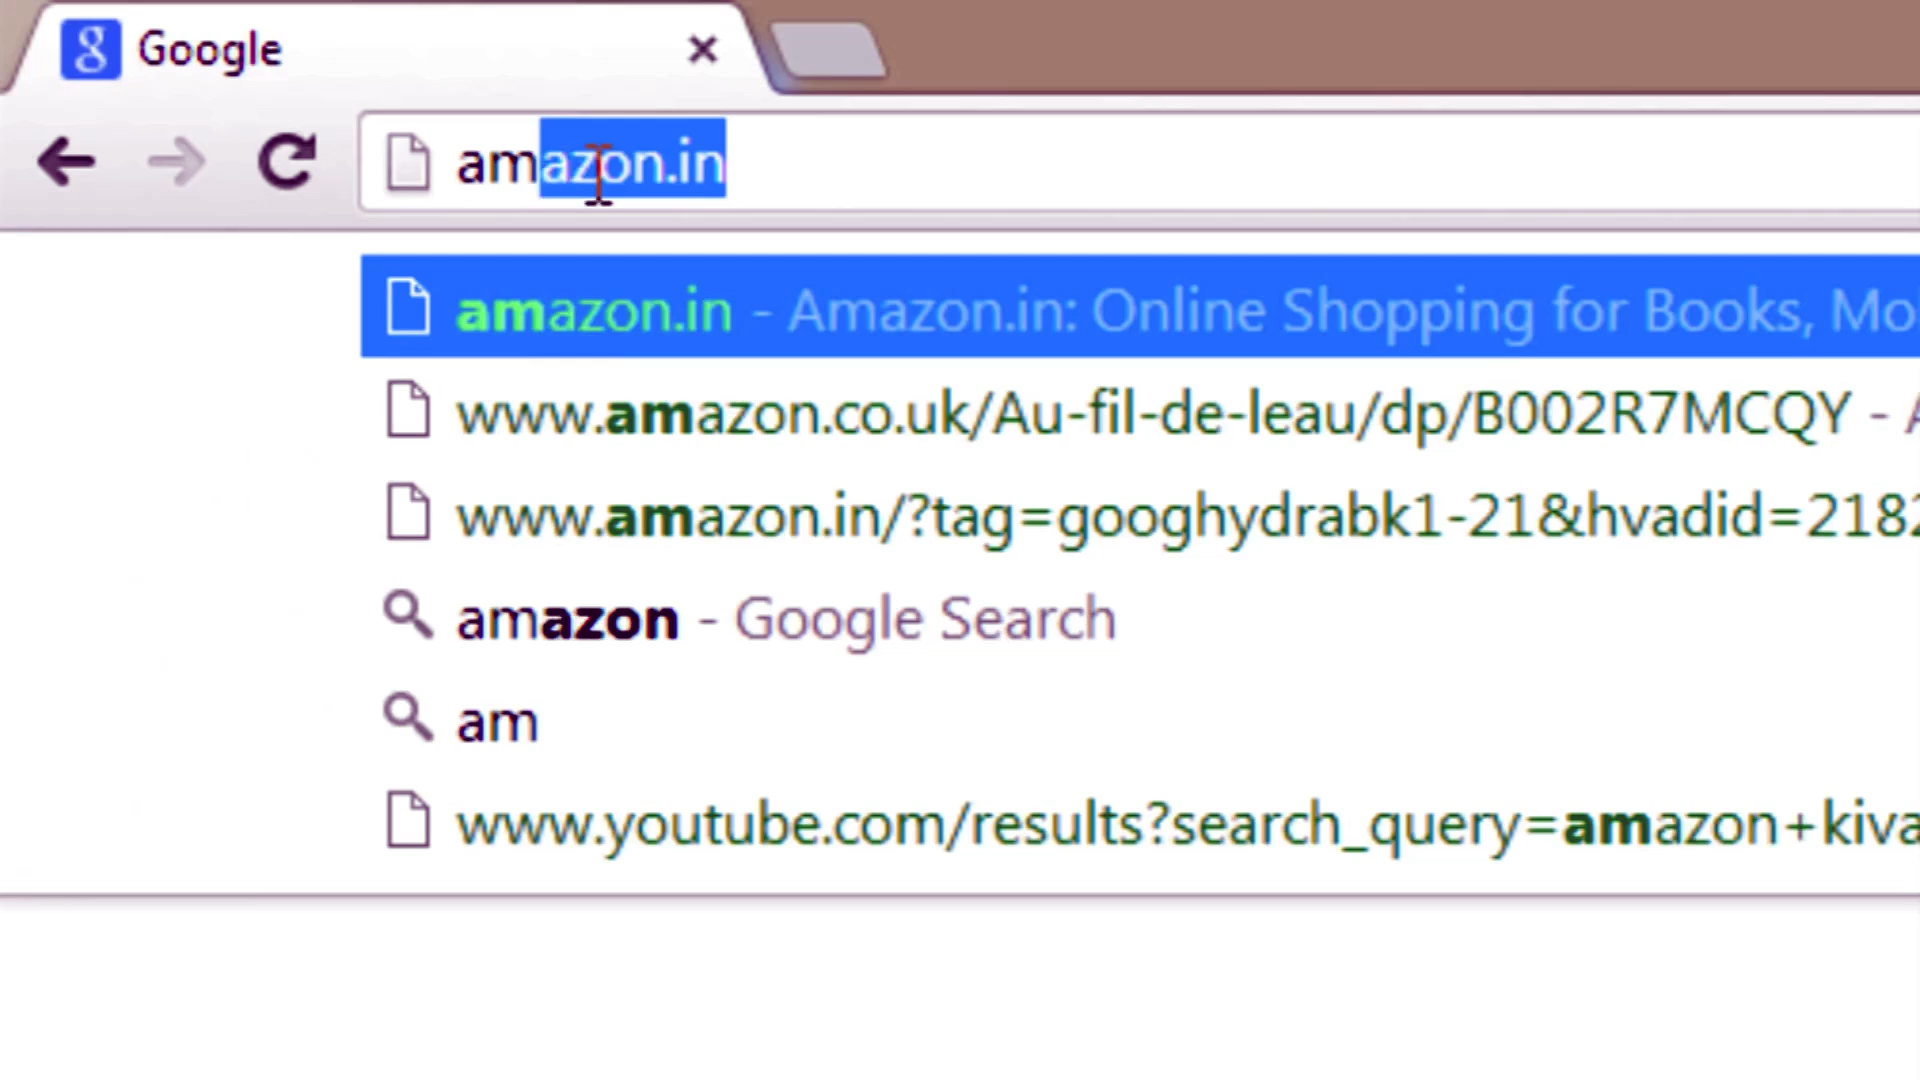 Google
amazon.in
amazon.in - Amazon.in: Online Shopping for Books, Mo
www.amazon.co.uk/Au-fil-de-leau/dp/B002R7MCQY - A
www.amazon.in/?tag=googhydrabk1-21&hvadid=2182
amazon - Google Search
am
www.youtube.com/results?search_query=amazon+kiva